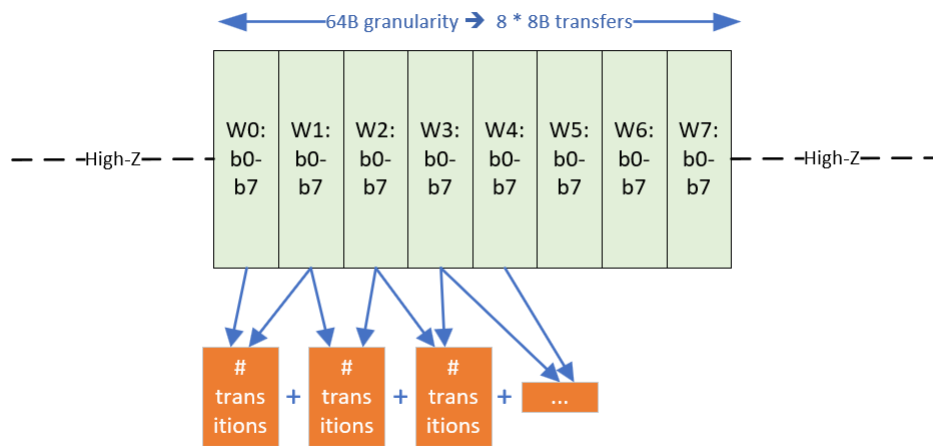 64B granularity ➔ 8 * 8B transfers
High-Z
W0:
b0-
b7
W1:
b0-
b7
W2:
b0-
b7
W3:
b0-
b7
W4:
b0-
b7
W5:
b0-
b7
W6:
b0-
b7
W7:
b0-
b7
High-Z
#
trans
itions
+
#
trans
itions
+
#
trans
itions
+
...